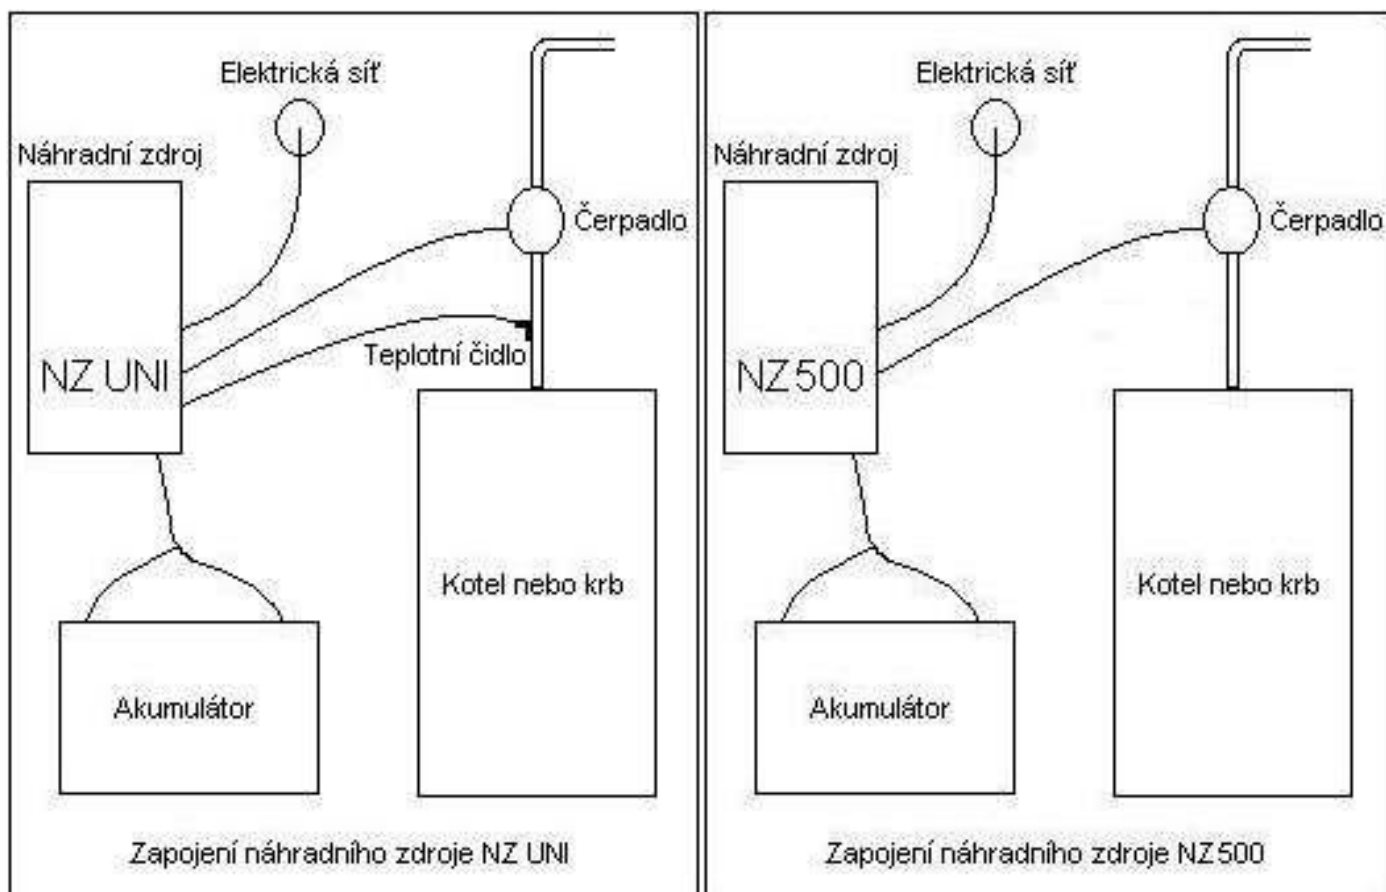 Elektrická síť
Náhradní zdroj
Čerpadlo
Teplotní čidlo
NZ UNI
Kotel nebo krb
Akumulátor
Zapojení náhradního zdroje NZ UNI
Elektrická síť
Náhradní zdroj
Čerpadlo
NZ500
Kotel nebo krb
Akumulátor
Zapojení náhradního zdroje NZ500